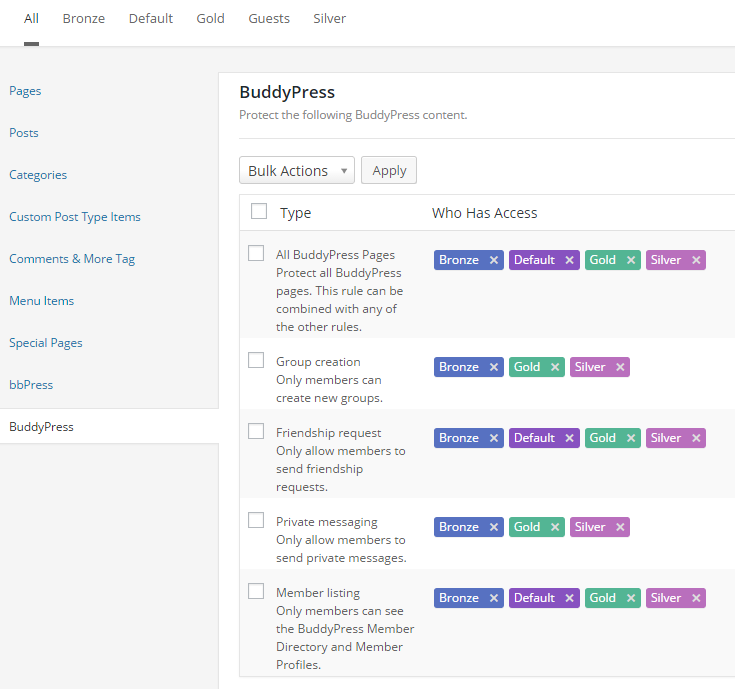 All Bronze Default Gold Guests Silver
Pages
Posts
Categories
Custom Post Type Items
Comments & More Tag
Menu Items
Special Pages
bbPress
BuddyPress
BuddyPress
Protect the following BuddyPress content.
Bulk Actions Apply
Type Who Has Access
All BuddyPress Pages
Protect all BuddyPress
pages. This rule can be
combined with any of
the other rules.
Bronze × Default × Gold × Silver ×
Group creation
Only members can
create new groups.
Bronze × Gold × Silver ×
Friendship request
Only allow members to
send friendship
requests.
Bronze × Default × Gold × Silver ×
Private messaging
Only allow members to
send private messages.
Bronze × Gold × Silver ×
Member listing
Only members can see
the BuddyPress Member
Directory and Member
Profiles.
Bronze × Default × Gold × Silver ×